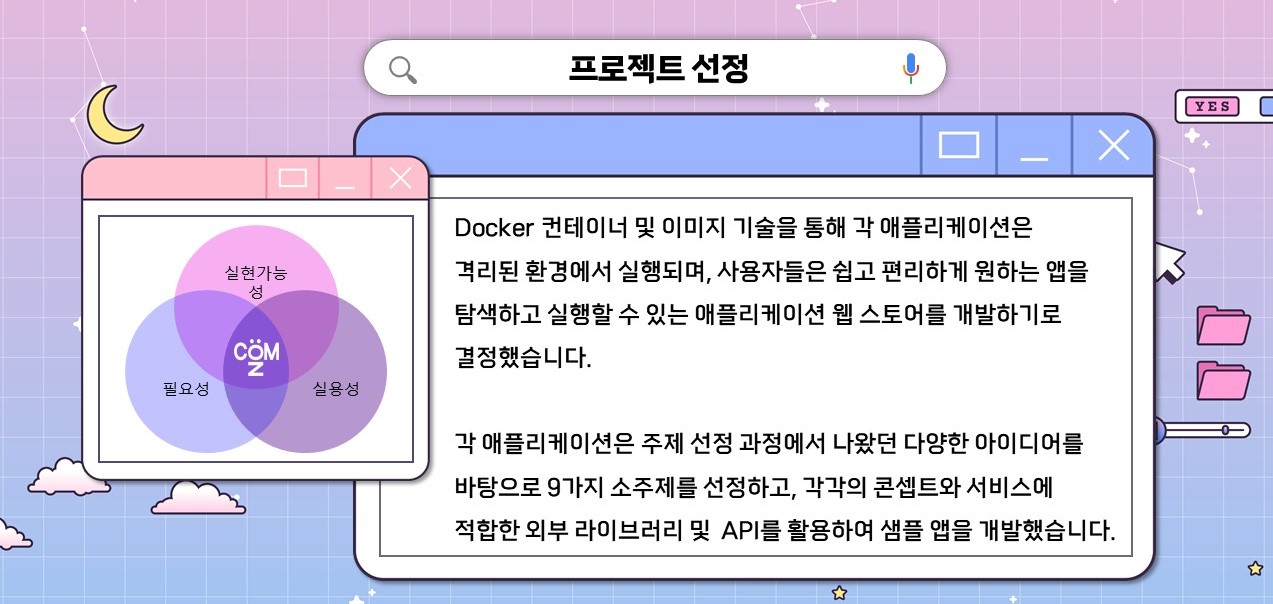 프로젝트 선정
YES
실현가능
성
필요성
실용성
COM
Z
Docker 컨테이너 및 이미지 기술을 통해 각 애플리케이션은
격리된 환경에서 실행되며, 사용자들은 쉽고 편리하게 원하는 앱을
탐색하고 실행할 수 있는 애플리케이션 웹 스토어를 개발하기로
결정했습니다.
각 애플리케이션은 주제 선정 과정에서 나왔던 다양한 아이디어를
바탕으로 9가지 소주제를 선정하고, 각각의 콘셉트와 서비스에
적합한 외부 라이브러리 및 API를 활용하여 샘플 앱을 개발했습니다.